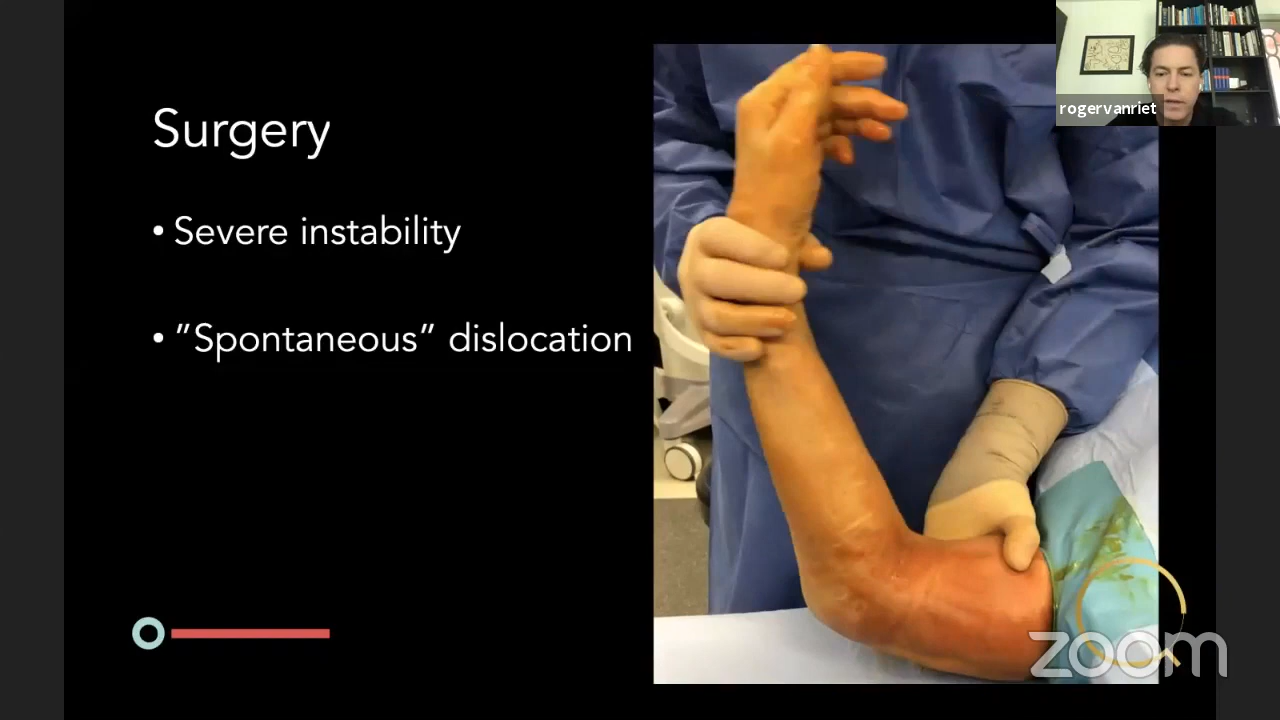 rogervanriet
Surgery
• Severe instability
• ”Spontaneous” dislocation
zoom